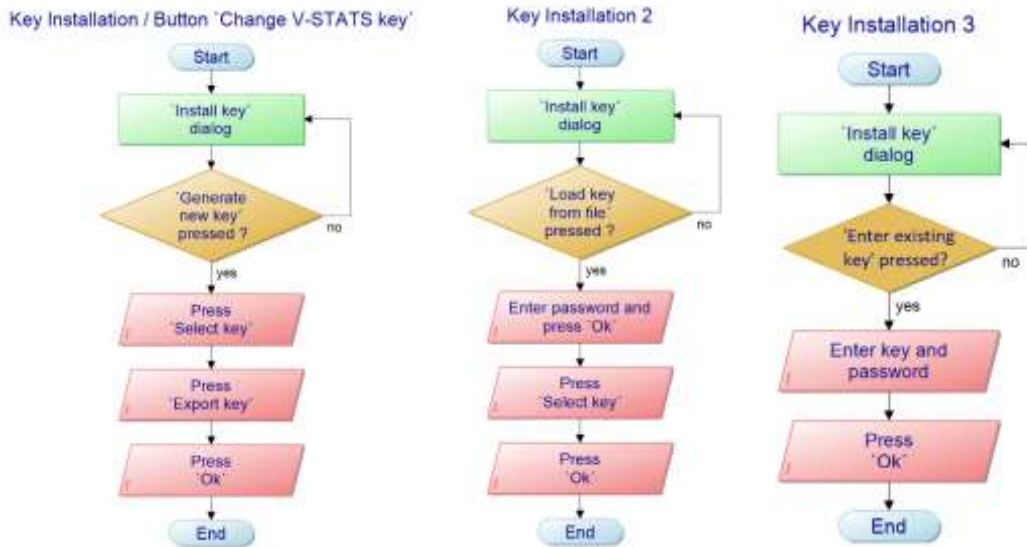 Key Installation / Button ‘Change V-STATS key’
Start
‘Install key’
dialog
‘Generate
new key’
pressed ?
no
yes
Press
‘Select key’
Press
‘Export key’
Press
‘Ok’
End
Key Installation 2
Start
‘Install key’
dialog
‘Load key
from file’
pressed ?
no
yes
Enter password and
press ‘Ok’
Press
‘Select key’
Press
‘Ok’
End
Key Installation 3
Start
‘Install key’
dialog
‘Enter existing
key’ pressed?
no
yes
Enter key and
password
Press
‘Ok’
End